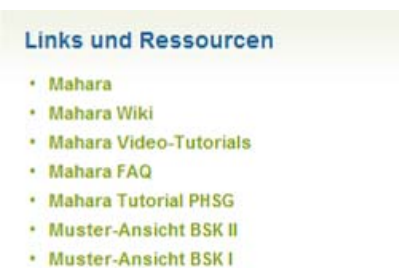 Links und Ressourcen
• Mahara
• Mahara Wiki
• Mahara Video-Tutorials
• Mahara FAQ
• Mahara Tutorial PHSG
• Muster-Ansicht BSK II
• Muster-Ansicht BSK I